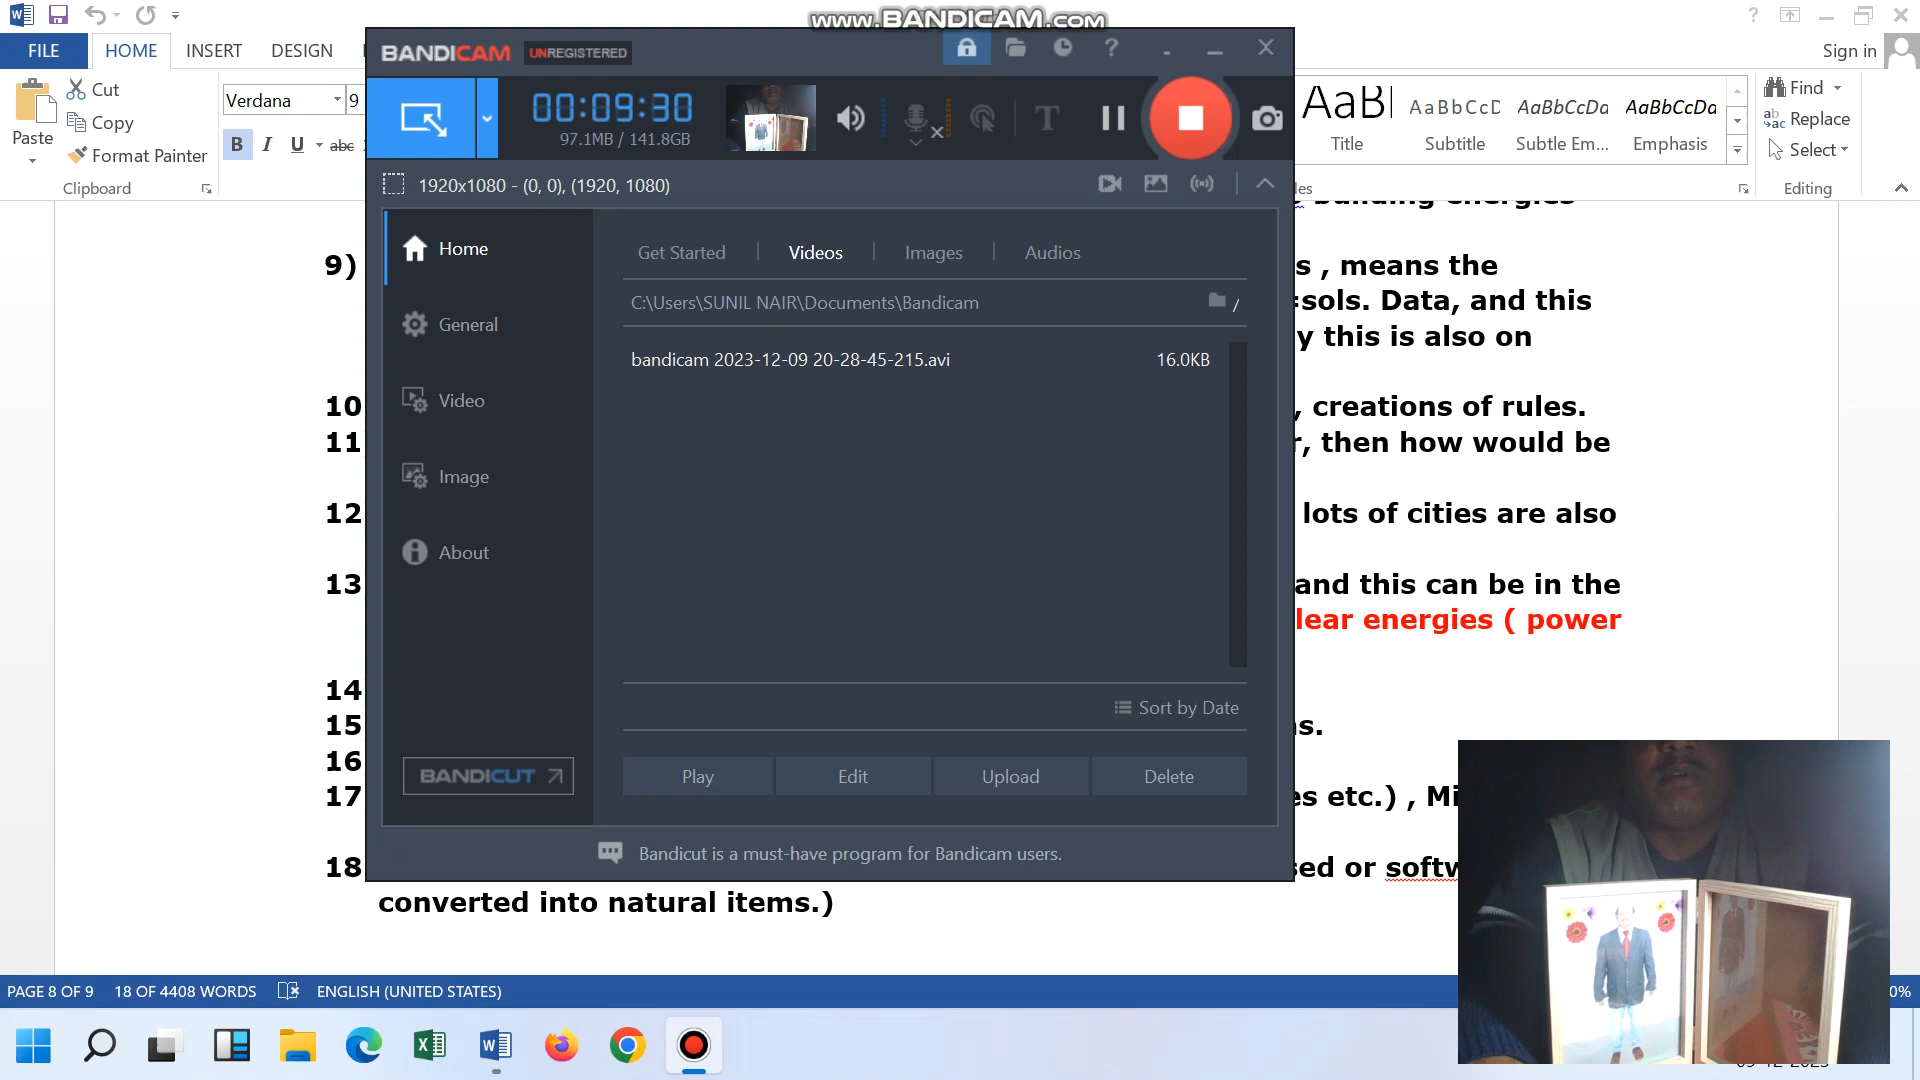 www.BANDICAM.com
FILE HOME INSERT DESIGN
Sign in
Paste
Cut
Copy
Format Painter
Clipboard
Verdana 9
B I U abc
Title
AaBbCcD Subtitle
AaBbCcDa Subtle Em...
AaBbCcDa Emphasis
Find
Replace
Select
Editing
BANDICAM UNREGISTERED
00:09:30
97.1MB / 141.8GB
1920x1080 - (0, 0), (1920, 1080)
Home
General
Video
Image
About
BANDICUT
Get Started Videos Images Audios
C:\Users\SUNIL NAIR\Documents\Bandicam
bandicam 2023-12-09 20-28-45-215.avi 16.0KB
Sort by Date
Play Edit Upload Delete
Bandicut is a must-have program for Bandicam users.
building energies
9) , means the
=sols. Data, and this
this is also on
10 , creations of rules.
11 , then how would be
12 lots of cities are also
13 and this can be in the
energies ( power
14
15
16
17 etc.) ,
18 or
converted into natural items.)
PAGE 8 OF 9 18 OF 4408 WORDS ENGLISH (UNITED STATES)